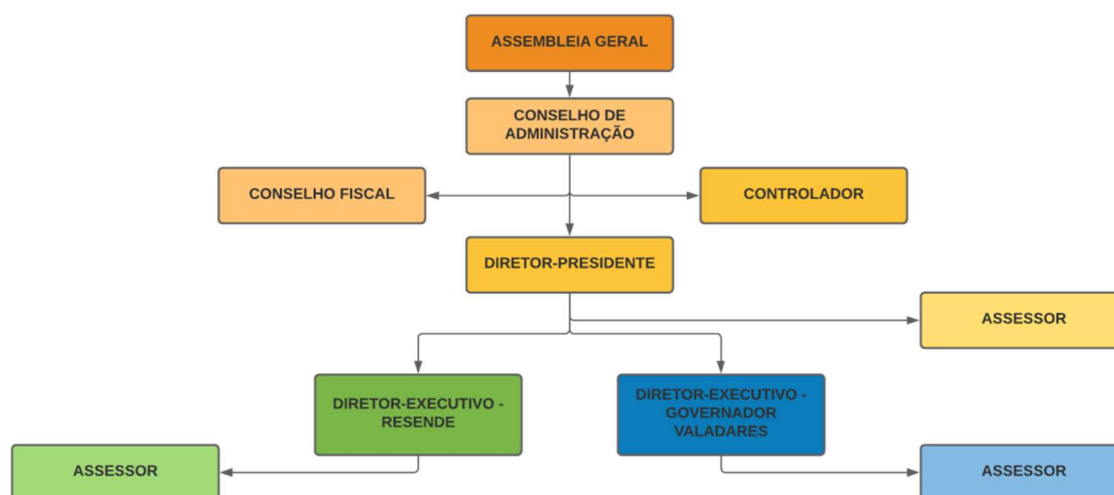 ASSEMBLEIA GERAL
CONSELHO DE
ADMINISTRAÇÃO
CONSELHO FISCAL
CONTROLADOR
DIRETOR-PRESIDENTE
ASSESSOR
DIRETOR-EXECUTIVO -
RESENDE
DIRETOR-EXECUTIVO -
GOVERNADOR
VALADARES
ASSESSOR
ASSESSOR